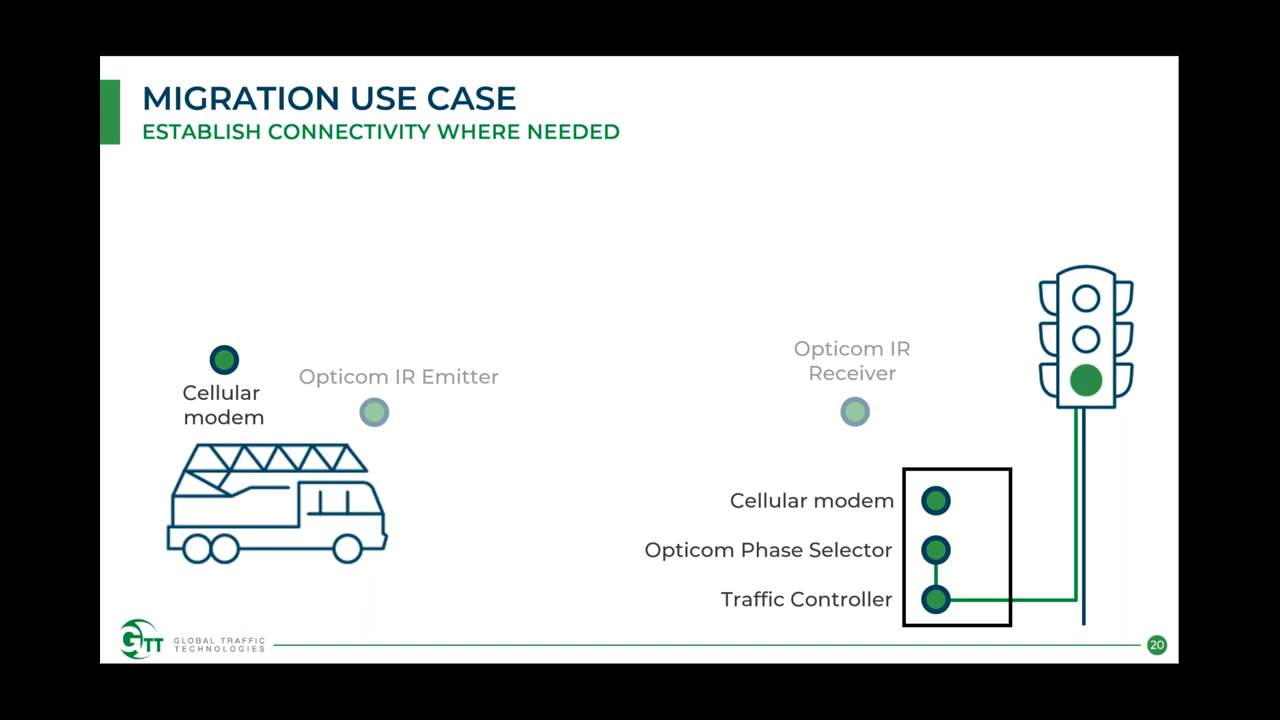 MIGRATION USE CASE
ESTABLISH CONNECTIVITY WHERE NEEDED
Cellular
modem
Opticom IR Emitter
Opticom IR
Receiver
Cellular modem
Opticom Phase Selector
Traffic Controller
GTT
GLOBAL TRAFFIC
TECHNOLOGIES
20